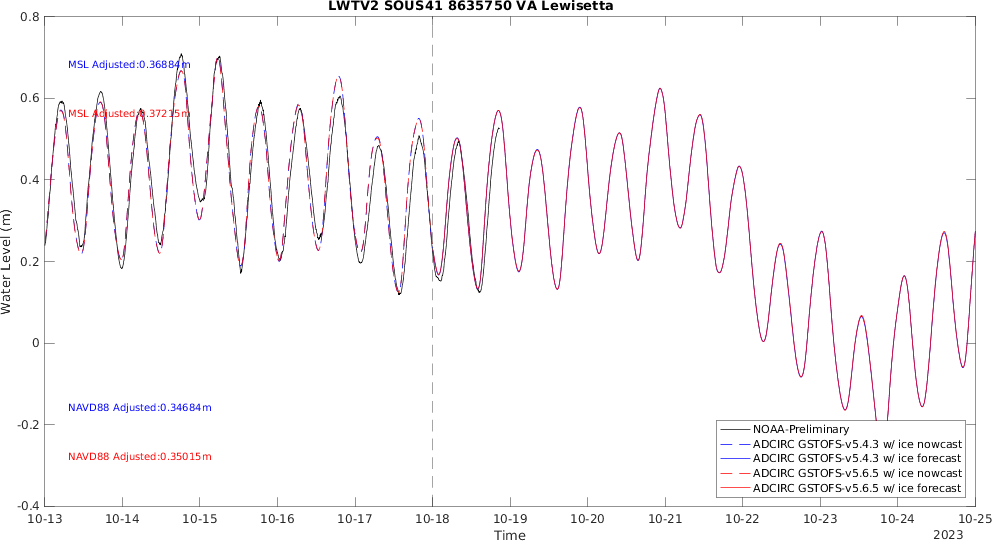 LWTV2 SOUS41 8635750 VA Lewisetta
0.8
0.6
0.4
0.2
0
-0.2
-0.4
Water Level (m)
MSL Adjusted:0.36884m
MSL Adjusted:0.37215m
NAVD88 Adjusted:0.34684m
NAVD88 Adjusted:0.35015m
NOAA-Preliminary
ADCIRC GSTOFS-v5.4.3 w/ ice nowcast
ADCIRC GSTOFS-v5.4.3 w/ ice forecast
ADCIRC GSTOFS-v5.6.5 w/ ice nowcast
ADCIRC GSTOFS-v5.6.5 w/ ice forecast
10-13 10-14 10-15 10-16 10-17 10-18 10-19 10-20 10-21 10-22 10-23 10-24 10-25
Time
2023